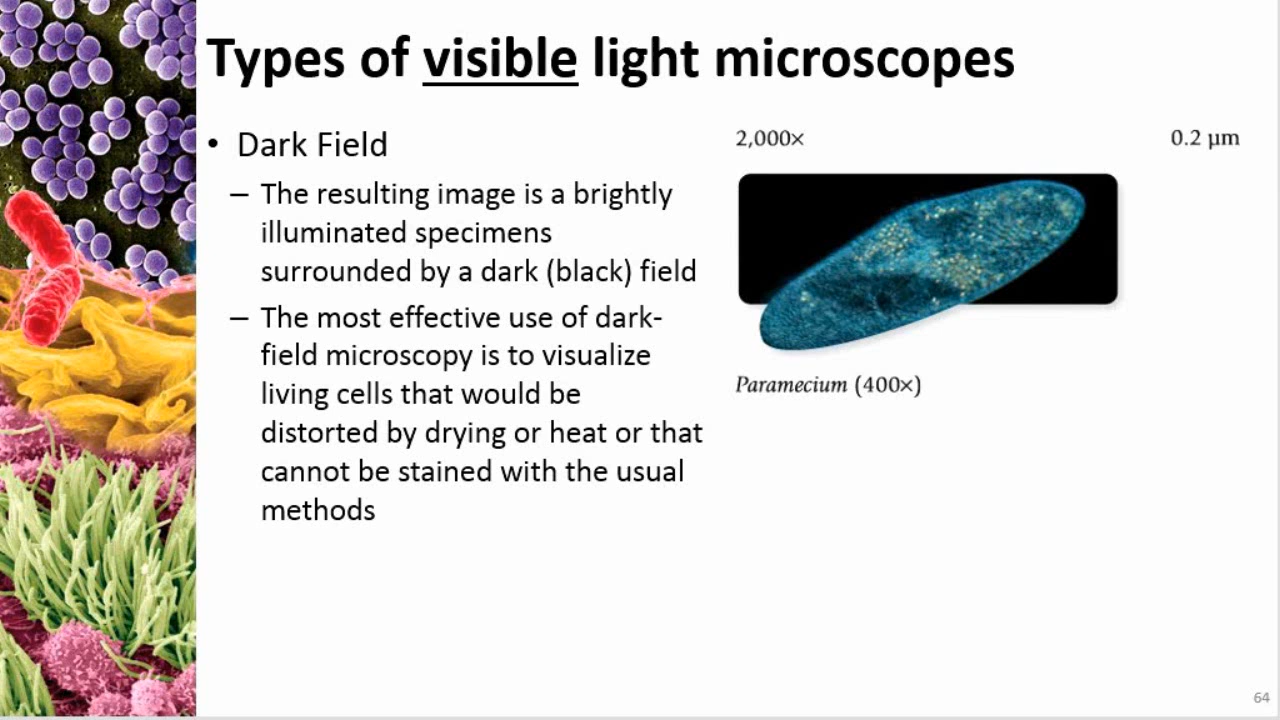 Types of visible light microscopes
• Dark Field
– The resulting image is a brightly
illuminated specimens
surrounded by a dark (black) field
– The most effective use of dark-
field microscopy is to visualize
living cells that would be
distorted by drying or heat or that
cannot be stained with the usual
methods
2,000× 0.2 µm
Paramecium (400×)
64